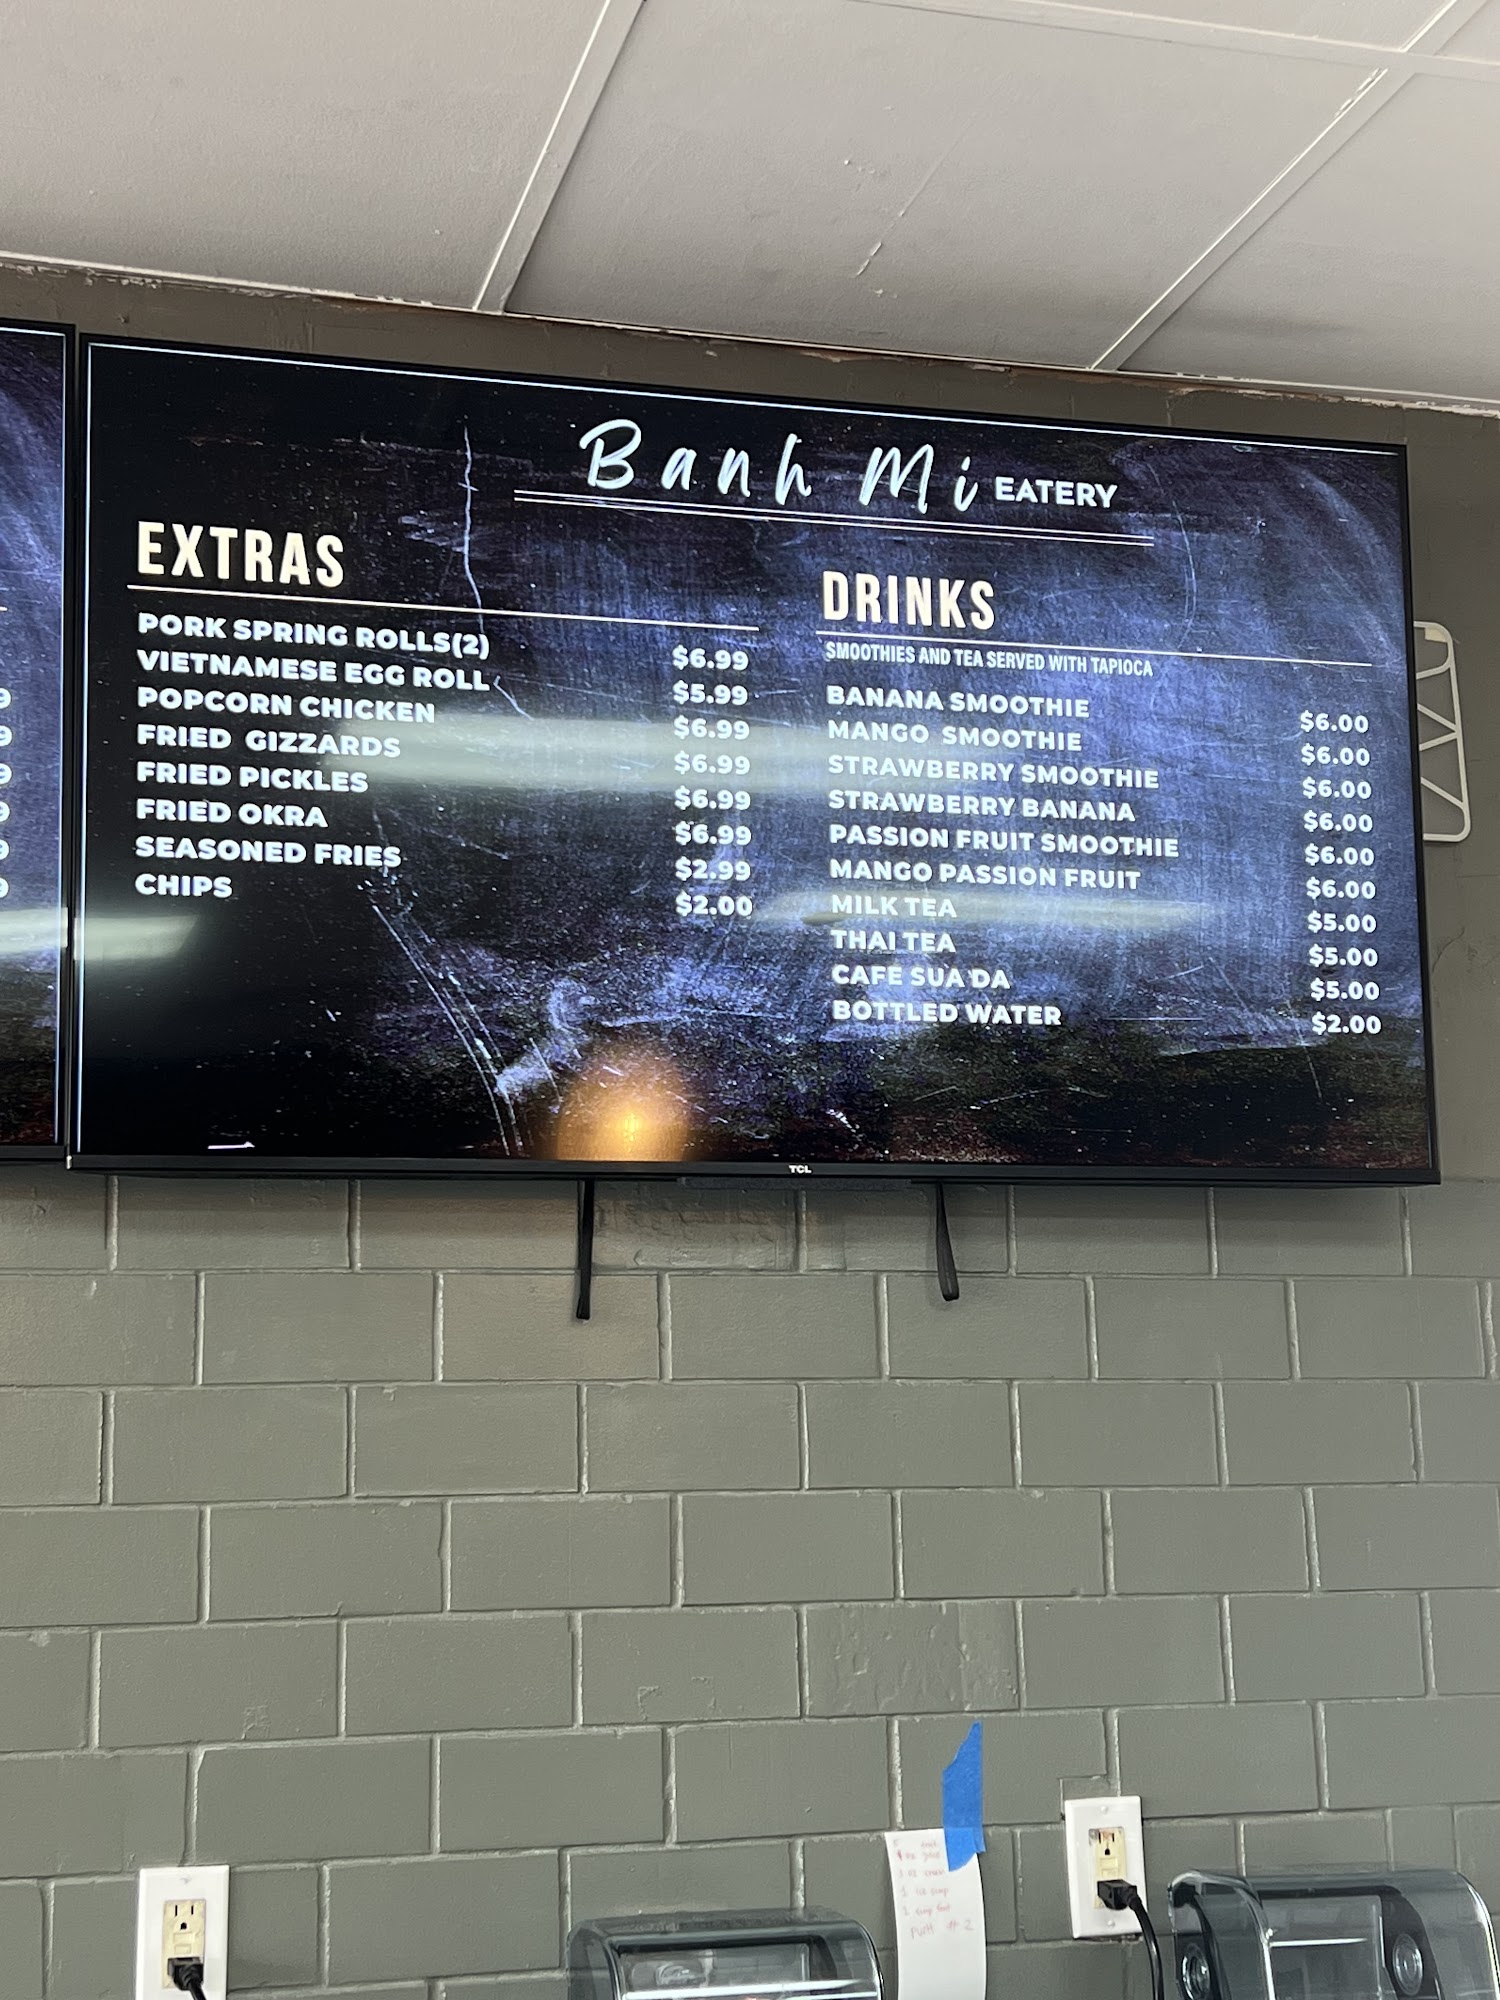 Banh Mi EATERY
EXTRAS
PORK SPRING ROLLS(2) $6.99
VIETNAMESE EGG ROLL $5.99
POPCORN CHICKEN $6.99
FRIED GIZZARDS $6.99
FRIED PICKLES $6.99
FRIED OKRA $6.99
SEASONED FRIES $2.99
CHIPS $2.00
DRINKS
SMOOTHIES AND TEA SERVED WITH TAPIOCA
BANANA SMOOTHIE $6.00
MANGO SMOOTHIE $6.00
STRAWBERRY SMOOTHIE $6.00
STRAWBERRY BANANA $6.00
PASSION FRUIT SMOOTHIE $6.00
MANGO PASSION FRUIT $6.00
MILK TEA $5.00
THAI TEA $5.00
CAFE SUA DA $5.00
BOTTLED WATER $2.00
TCL